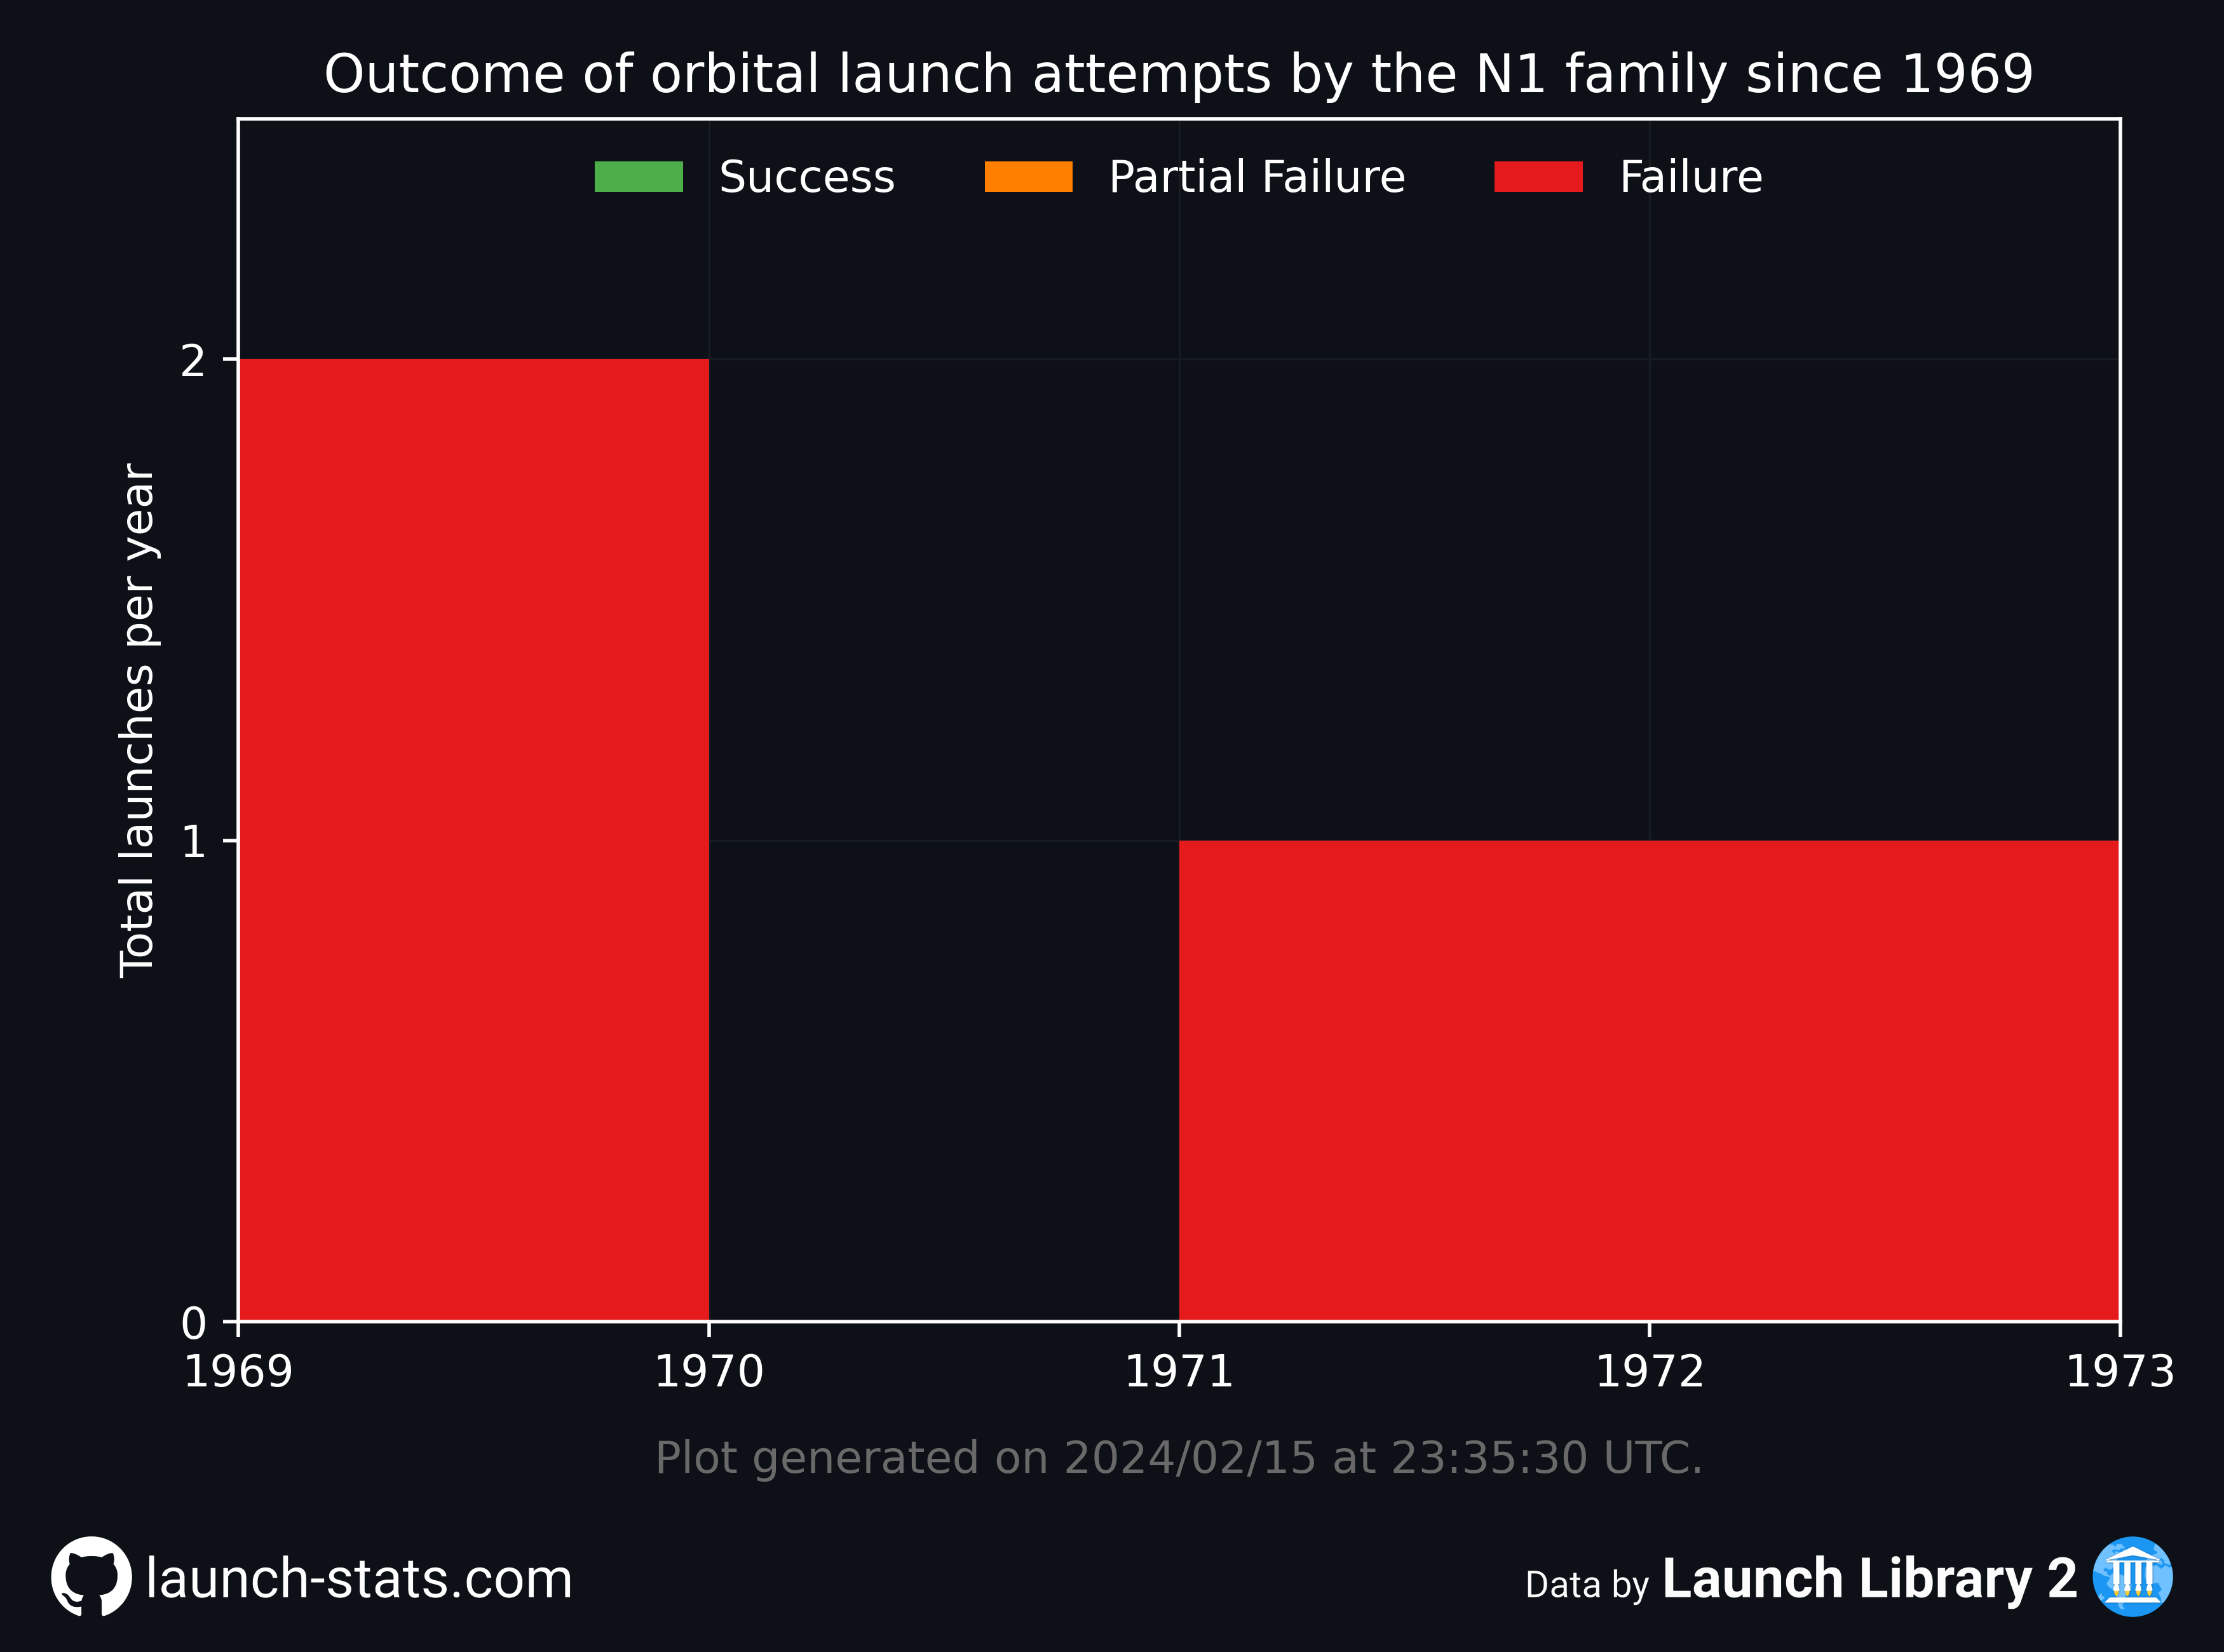 Outcome of orbital launch attempts by the N1 family since 1969
Success Partial Failure Failure
Total launches per year
2
1
0
1969 1970 1971 1972 1973
Plot generated on 2024/02/15 at 23:35:30 UTC.
launch-stats.com
Data by Launch Library 2